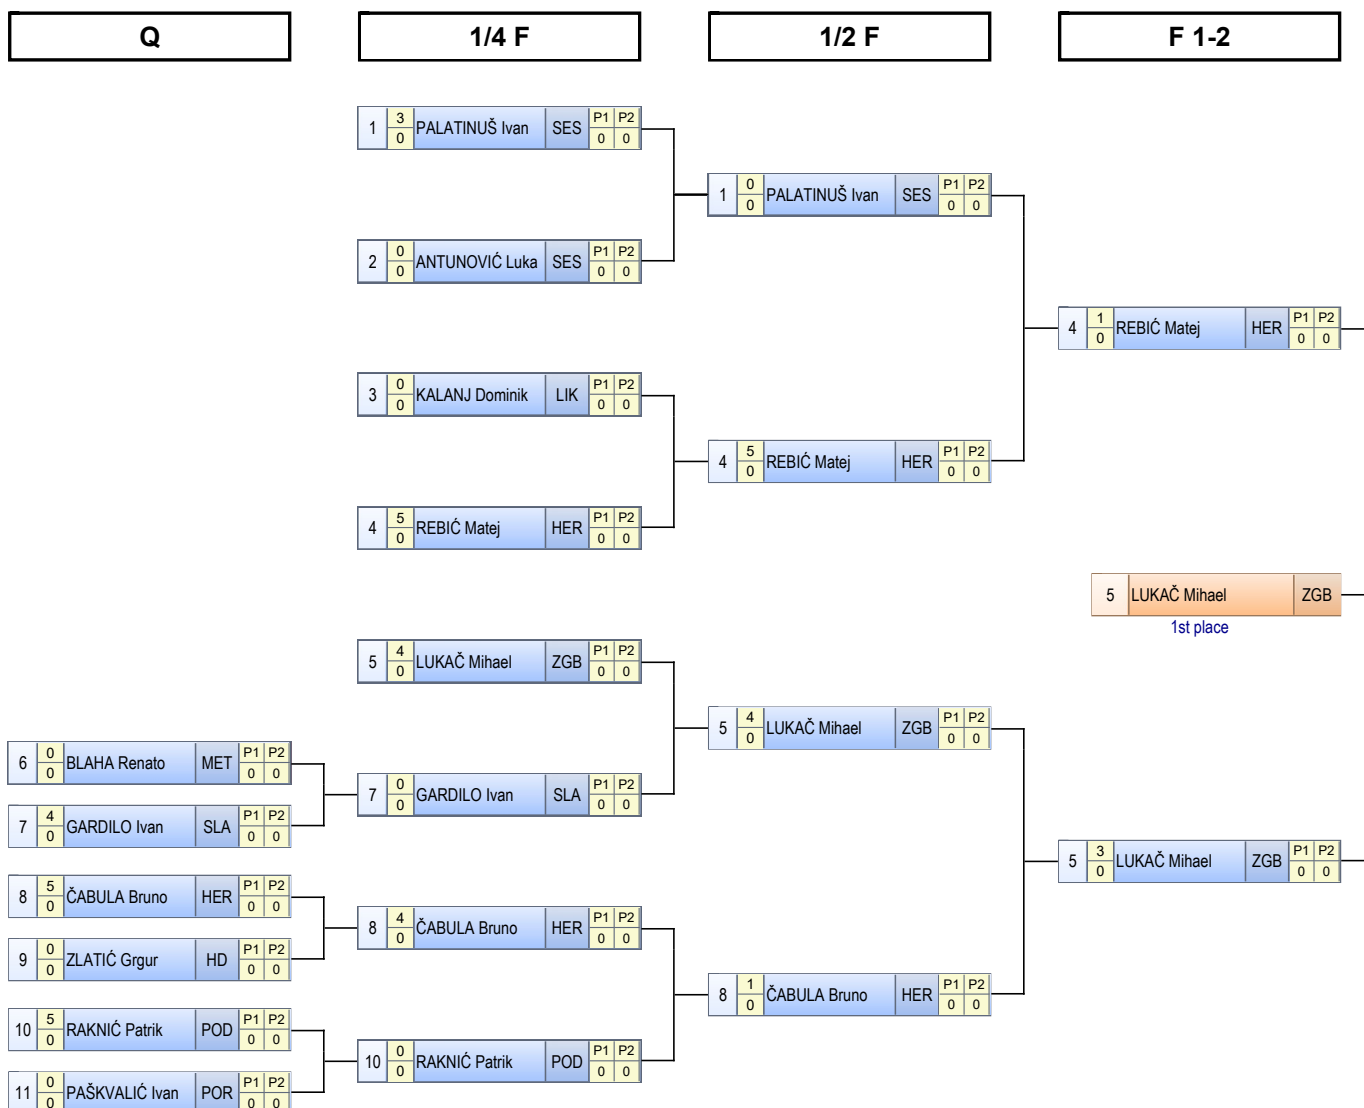 Q 1/4 F 1/2 F F 1-2
1 3 0 PALATINUŠ Ivan SES P1 P2 0 0
1 0 0 PALATINUŠ Ivan SES P1 P2 0 0
2 0 0 ANTUNOVIĆ Luka SES P1 P2 0 0
4 1 0 REBIĆ Matej HER P1 P2 0 0
3 0 0 KALANJ Dominik LIK P1 P2 0 0
4 5 0 REBIĆ Matej HER P1 P2 0 0
4 5 0 REBIĆ Matej HER P1 P2 0 0
5 LUKAČ Mihael ZGB
1st place
5 4 0 LUKAČ Mihael ZGB P1 P2 0 0
5 4 0 LUKAČ Mihael ZGB P1 P2 0 0
6 0 0 BLAHA Renato MET P1 P2 0 0
7 0 0 GARDILO Ivan SLA P1 P2 0 0
7 4 0 GARDILO Ivan SLA P1 P2 0 0
5 3 0 LUKAČ Mihael ZGB P1 P2 0 0
8 5 0 ČABULA Bruno HER P1 P2 0 0
8 4 0 ČABULA Bruno HER P1 P2 0 0
9 0 0 ZLATIĆ Grgur HD P1 P2 0 0
8 1 0 ČABULA Bruno HER P1 P2 0 0
10 5 0 RAKNIĆ Patrik POD P1 P2 0 0
10 0 0 RAKNIĆ Patrik POD P1 P2 0 0
11 0 0 PAŠKVALIĆ Ivan POR P1 P2 0 0